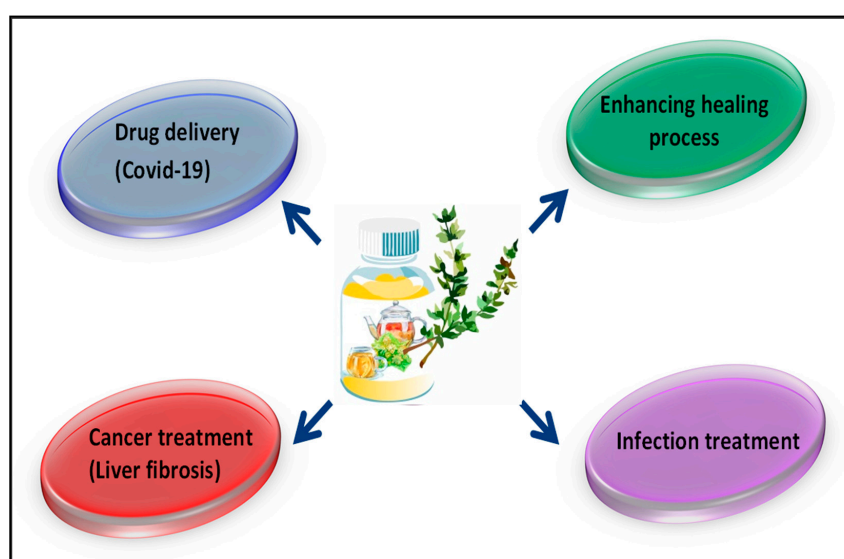 Drug delivery
(Covid-19)
Enhancing healing
process
Cancer treatment
(Liver fibrosis)
Infection treatment